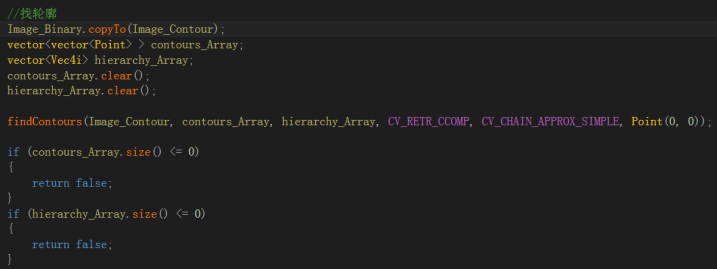 //找轮廓
Image_Binary.copyTo(Image_Contour);
vector<vector<Point> > contours_Array;
vector<Vec4i> hierarchy_Array;
contours_Array.clear();
hierarchy_Array.clear();
findContours(Image_Contour, contours_Array, hierarchy_Array, CV_RETR_CCOMP, CV_CHAIN_APPROX_SIMPLE, Point(0, 0));
if (contours_Array.size() <= 0)
{
    return false;
}
if (hierarchy_Array.size() <= 0)
{
    return false;
}